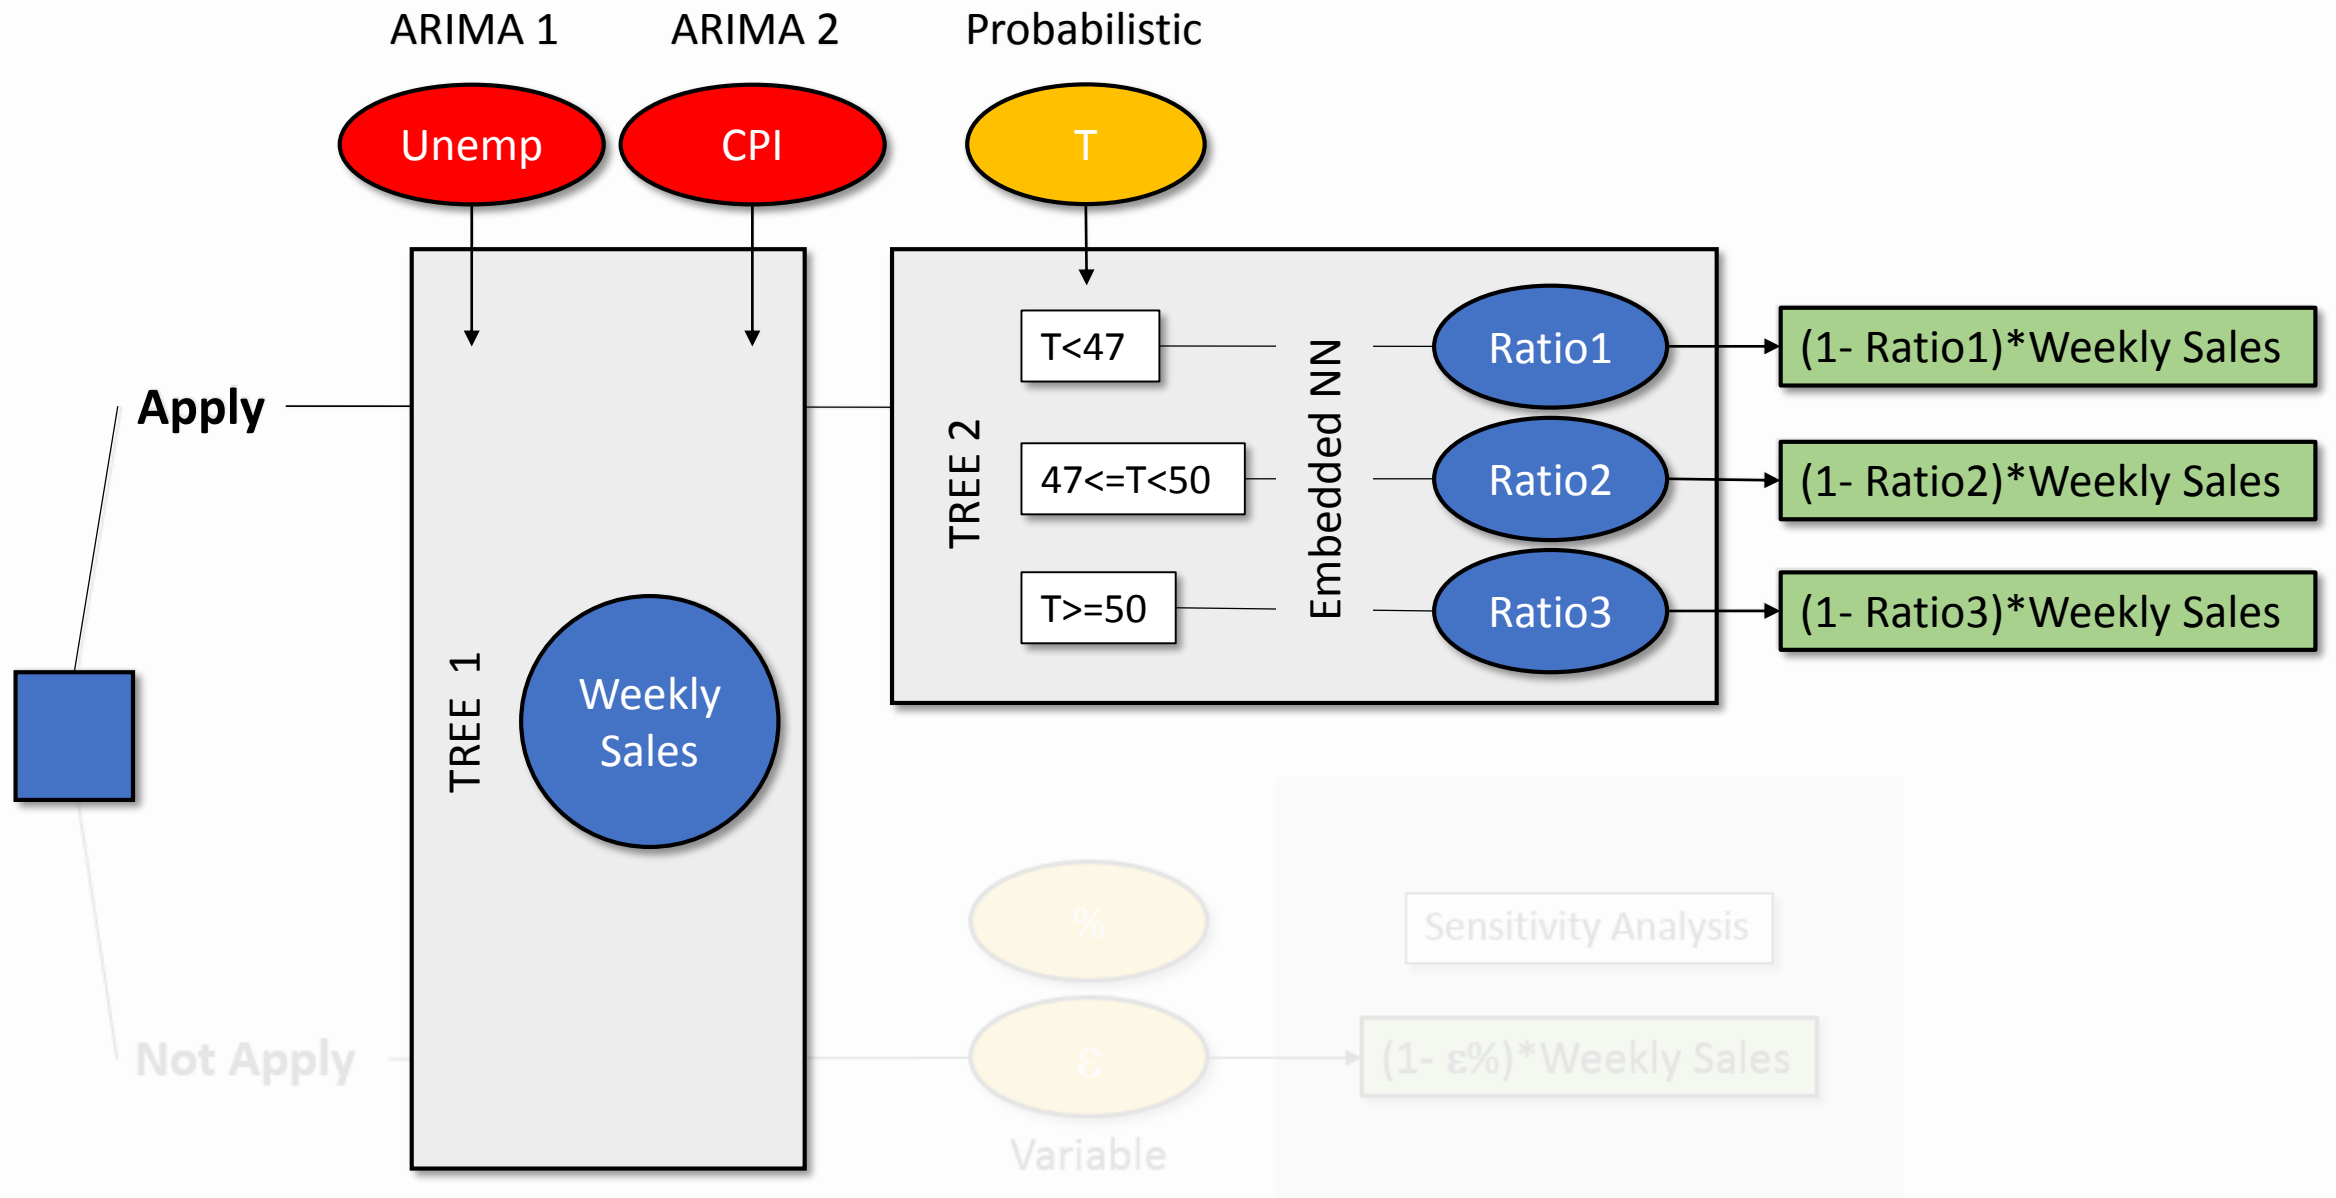 ARIMA 1
ARIMA 2
Probabilistic
Unemp
CPI
T
Apply
TREE 1
Weekly
Sales
TREE 2
T<47
47<=T<50
T>=50
Embedded NN
Ratio1
Ratio2
Ratio3
(1- Ratio1)*Weekly Sales
(1- Ratio2)*Weekly Sales
(1- Ratio3)*Weekly Sales
Not Apply
%
ε
Variable
Sensitivity Analysis
(1- ε%)*Weekly Sales